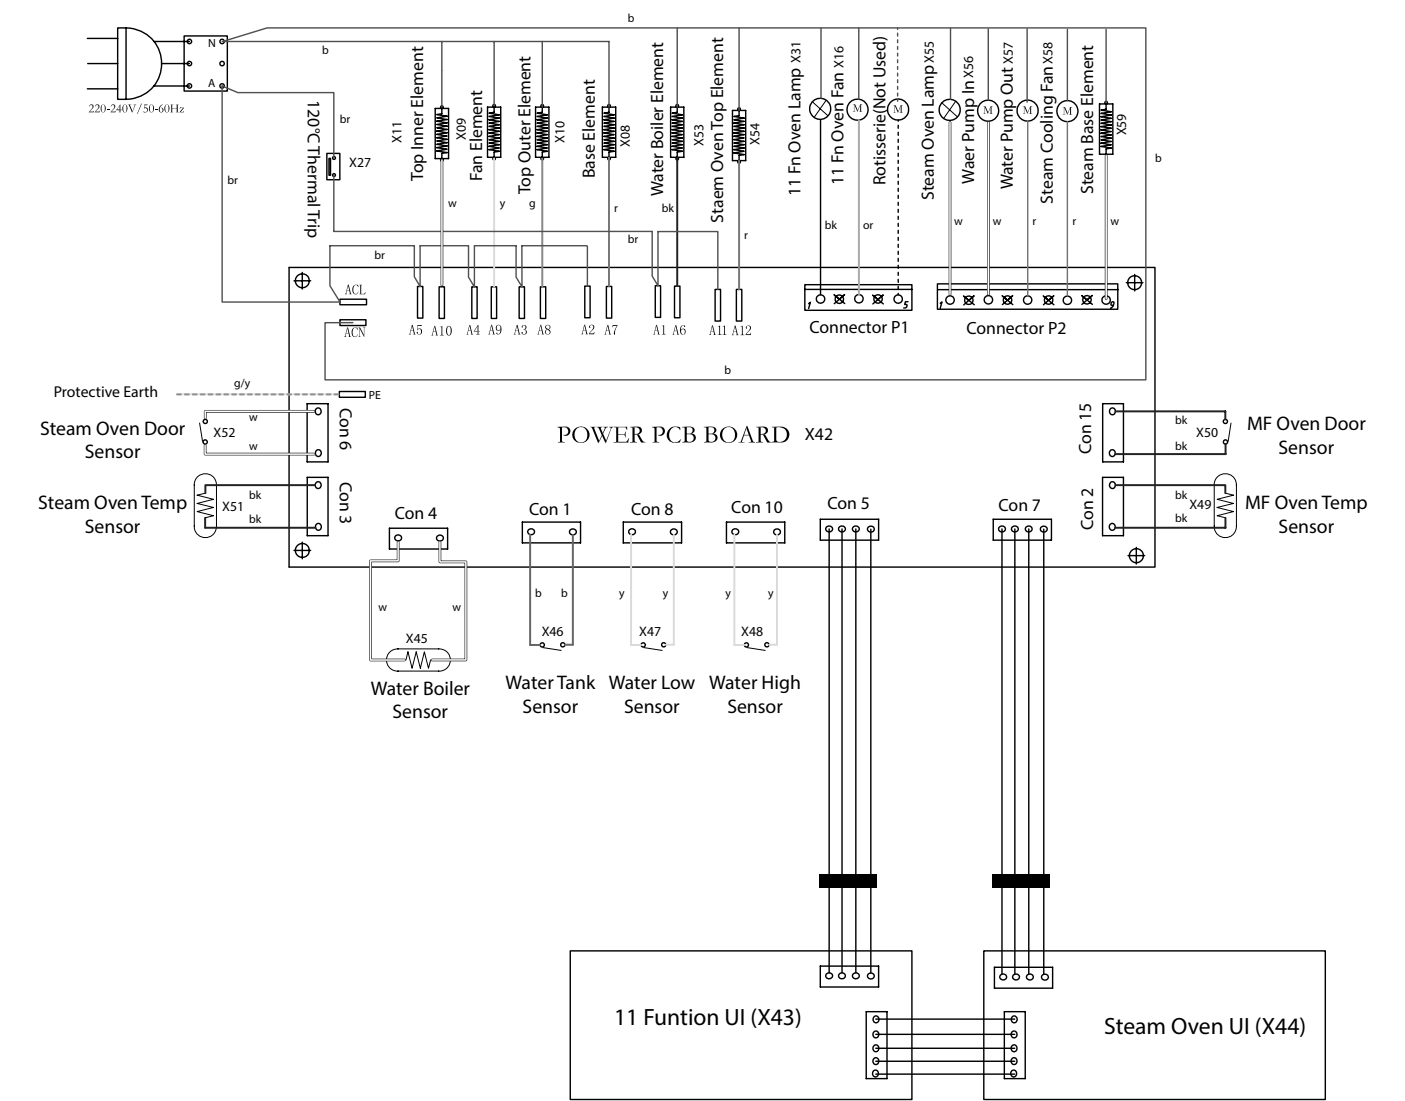 b
N
b
A
220-240V/50-60Hz
br
br
120℃ Thermal Trip
X27
X11
Top Inner Element
w
X09
Fan Element
y
Top Outer Element
X10
g
Base Element
X08
r
Water Boiler Element
X53
bk
Staem Oven Top Element
X54
r
11 Fn Oven Lamp X31
bk
11 Fn Oven Fan X16
M
or
Rotisserie(Not Used)
M
Steam Oven Lamp X55
w
Waer Pump In X56
M
w
Water Pump Out X57
M
r
Steam Cooling Fan X58
M
r
Steam Base Element
X59
w
b
br
br
ACL
ACN
A5
A10
A4
A9
A3
A8
A2
A7
A1
A6
A11
A12
1
5
Connector P1
1
9
Connector P2
b
Protective Earth
g/y
PE
Steam Oven Door
Sensor
X52
w
w
Con 6
Steam Oven Temp
Sensor
X51
bk
bk
Con 3
POWER PCB BOARD X42
Con 15
bk
bk
X50
MF Oven Door
Sensor
Con 2
bk
bk
X49
MF Oven Temp
Sensor
Con 4
w
w
X45
Water Boiler
Sensor
Con 1
b
b
X46
Water Tank
Sensor
Con 8
y
y
X47
Water Low
Sensor
Con 10
y
y
X48
Water High
Sensor
Con 5
Con 7
11 Funtion UI (X43)
Steam Oven UI (X44)